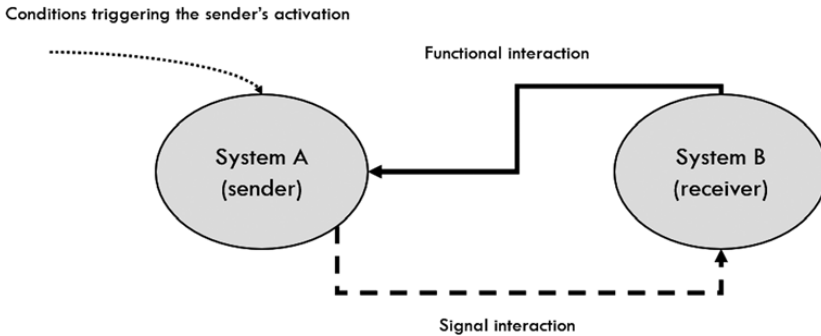 Conditions triggering the sender's activation
Functional interaction
System A
(sender)
System B
(receiver)
Signal interaction